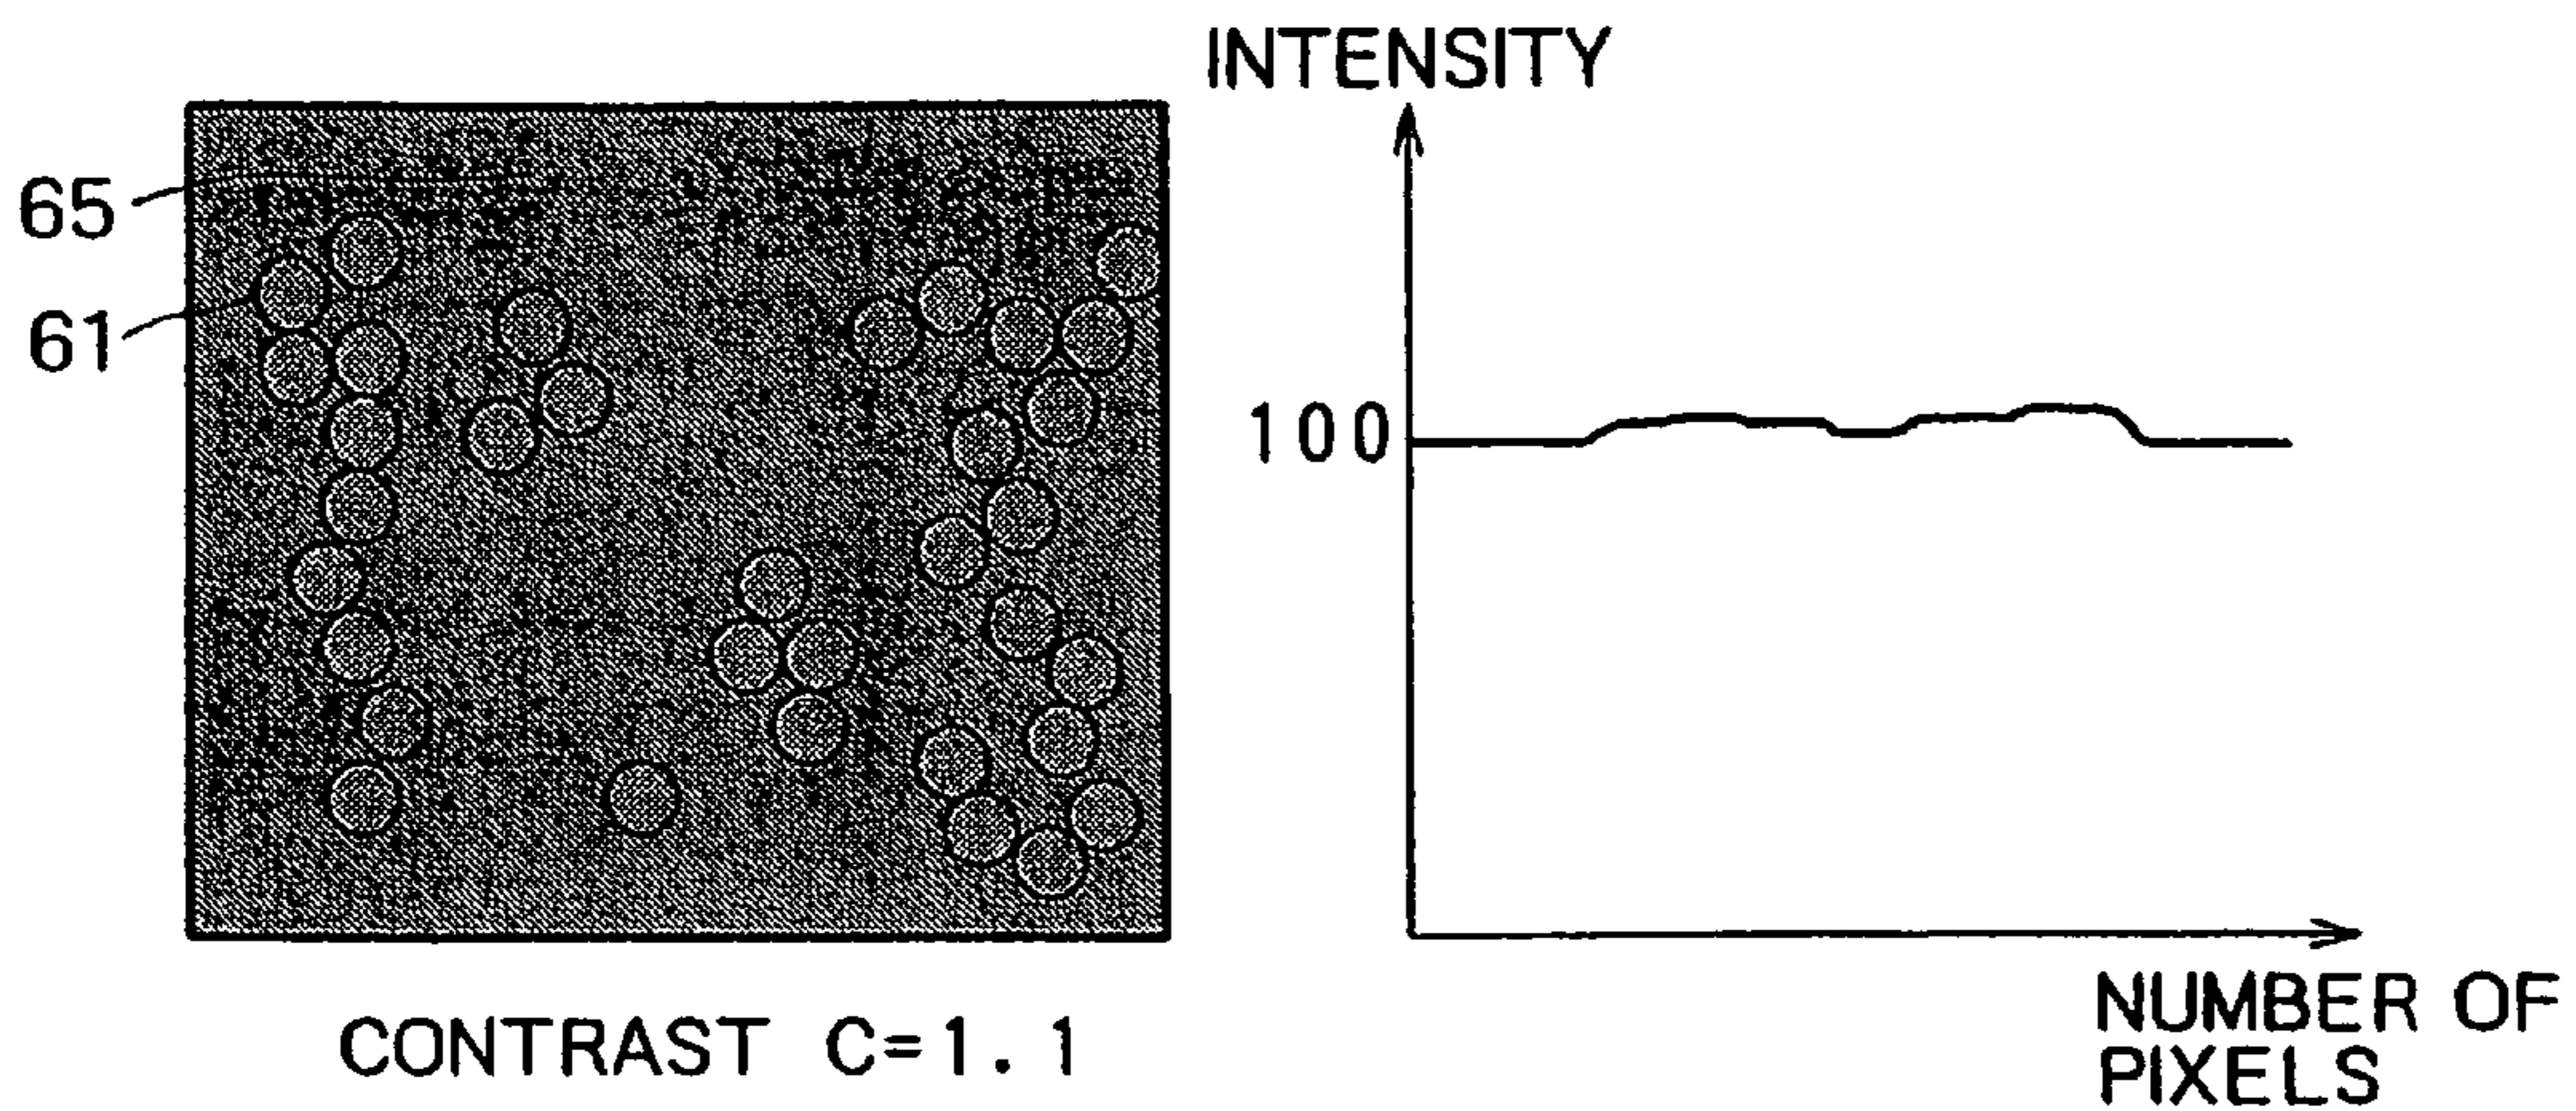 INTENSITY
65
61
100
CONTRAST C=1.1
NUMBER OF
PIXELS